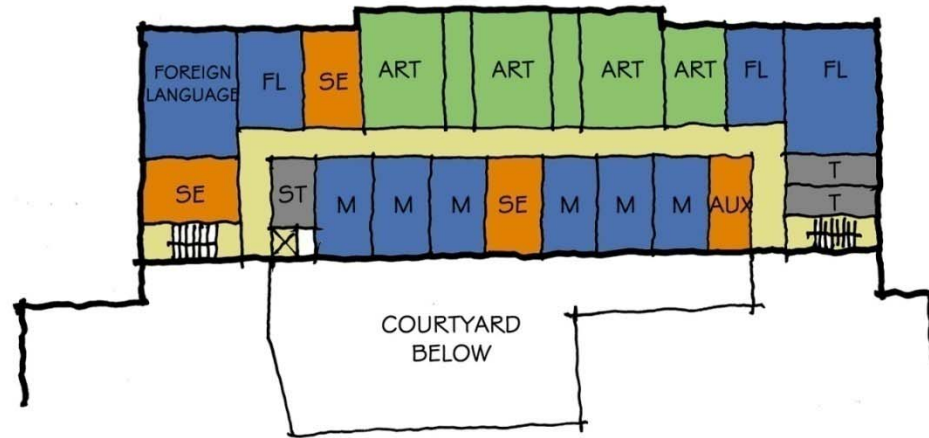 FOREIGN
LANGUAGE
FL
SE
ART
ART
ART
ART
FL
FL
SE
ST
M
M
M
SE
M
M
M
AUX
T
T
COURTYARD
BELOW